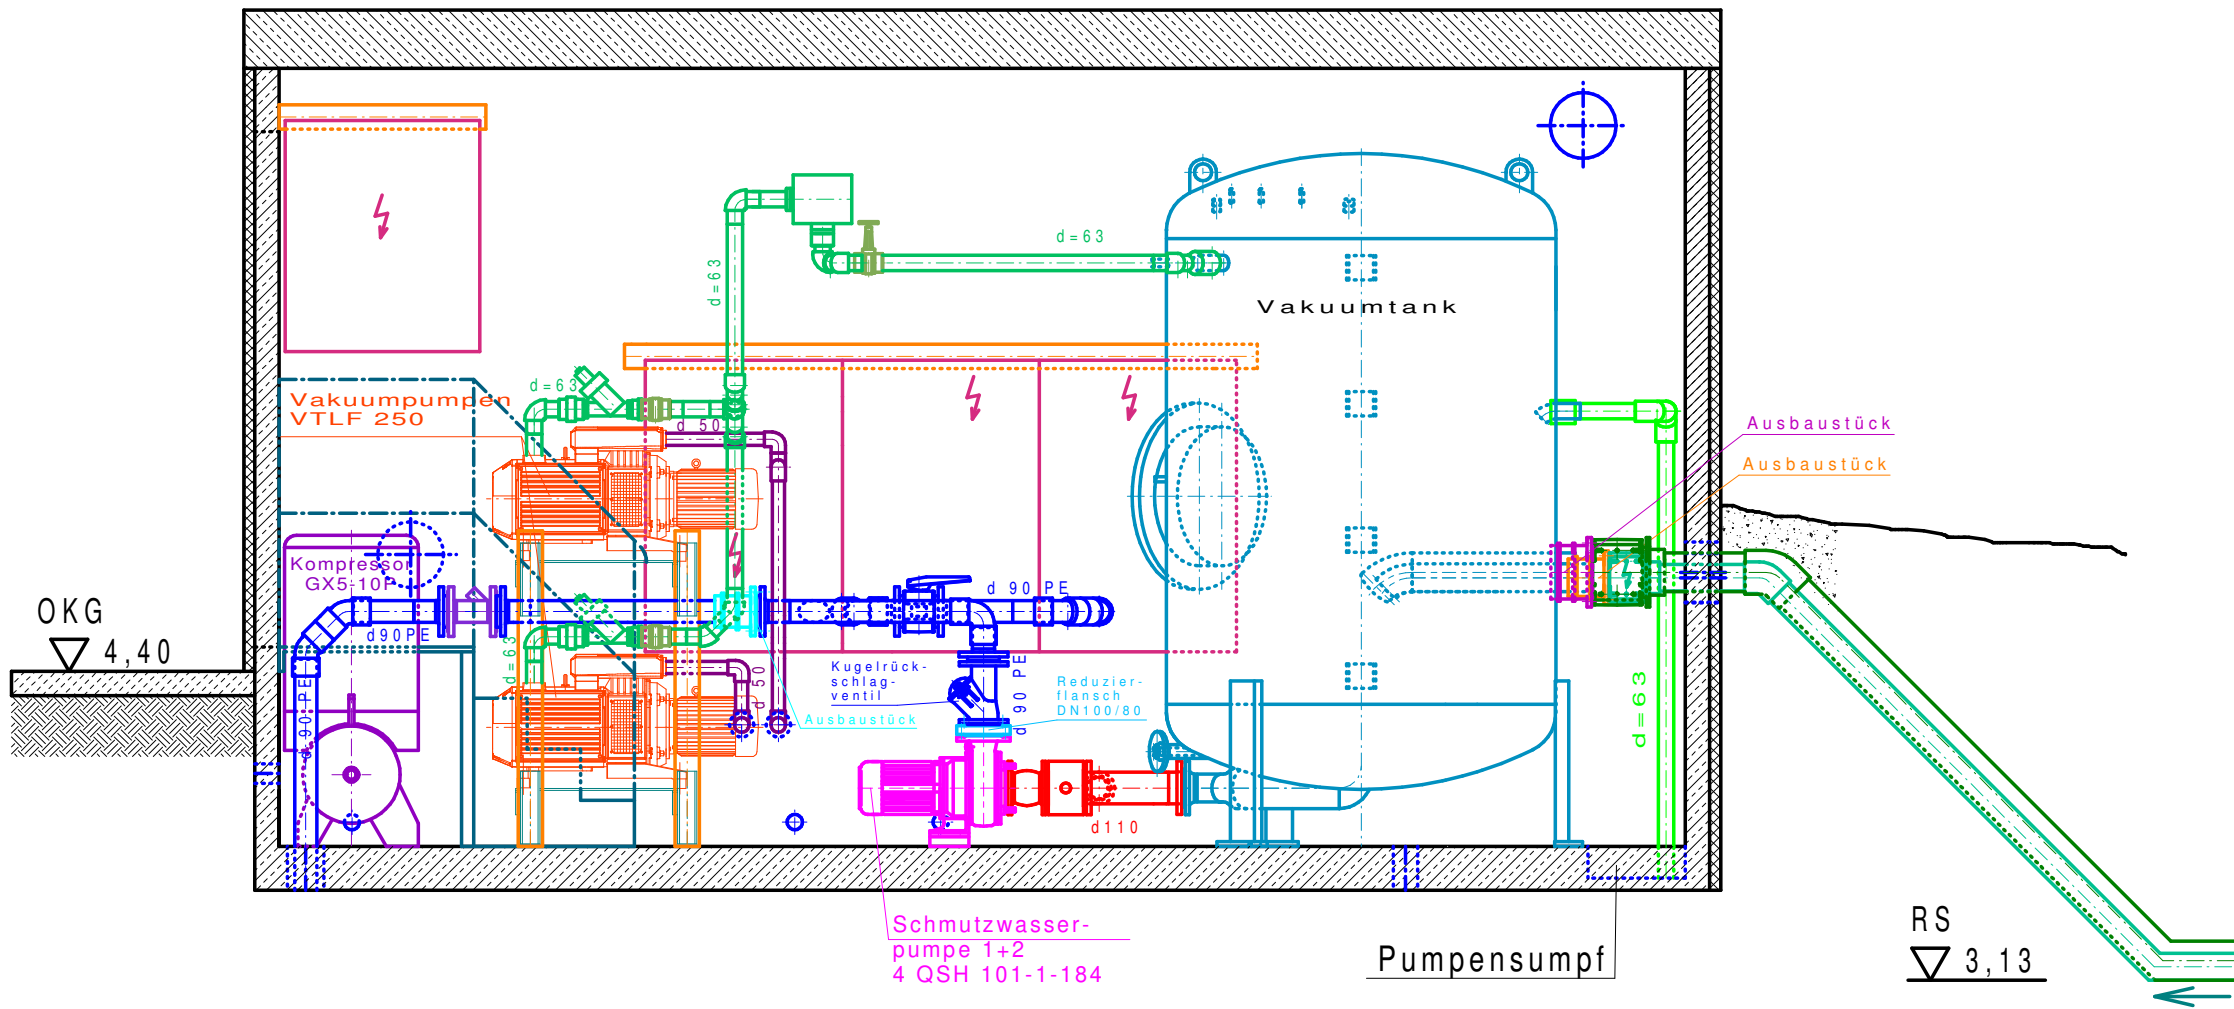 d=63
d=63
Vakuumtank
d=63
Vakuumpumpen
VTLF 250
d 50
Ausbaustück
Ausbaustück
Kompressor
GX5-10P
d 90 PE
OKG
4,40
d90PE
d=63
Kugelrück-
schlag-
ventil
d 90 PE
Reduzier-
flansch
DN100/80
d 50
Ausbaustück
d 90 PE
d=63
d110
Schmutzwasser-
pumpe 1+2
4 QSH 101-1-184
Pumpensumpf
RS
3,13